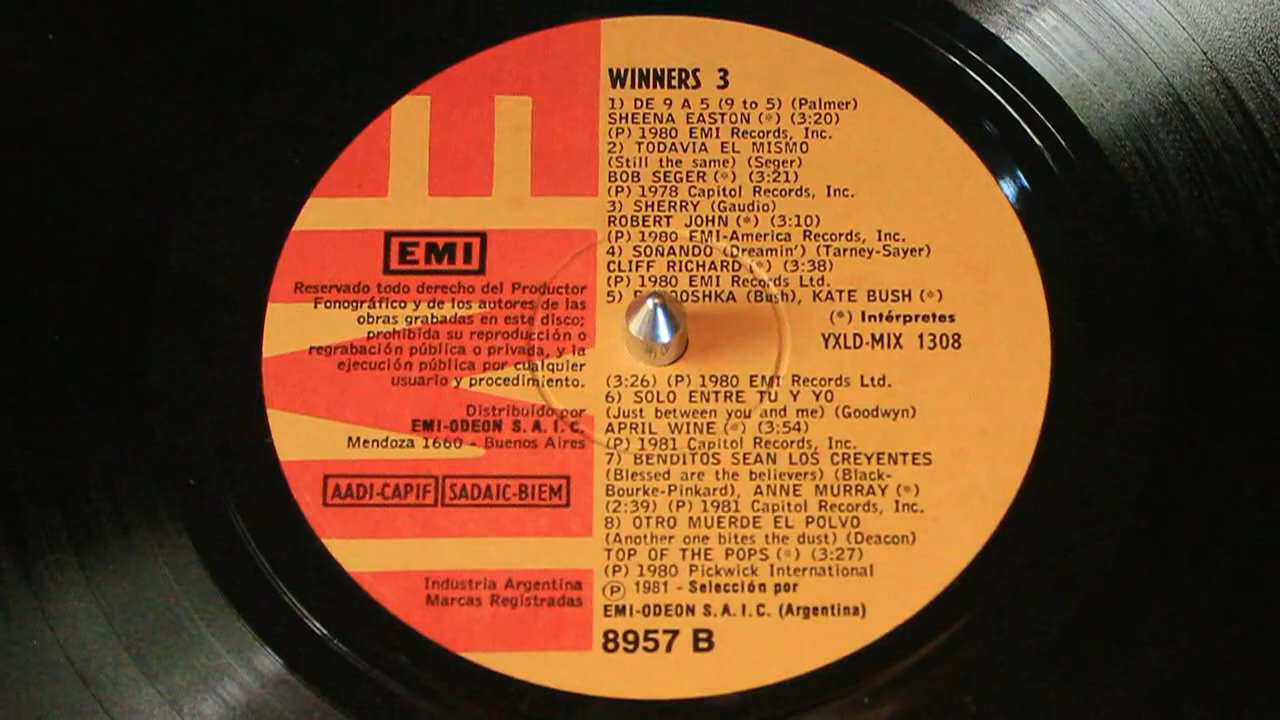 WINNERS 3
1) DE 9 A 5 (9 to 5) (Palmer)
SHEENA EASTON (*) (3:20)
(P) 1980 EMI Records, Inc.
2) TODAVIA EL MISMO
(Still the same) (Seger)
BOB SEGER (*) (3:21)
(P) 1978 Capitol Records, Inc.
3) SHERRY (Gaudio)
ROBERT JOHN (*) (3:10)
(P) 1980 EMI-America Records, Inc.
4) SOÑANDO (Dreamin') (Tarney-Sayer)
CLIFF RICHARD (*) (3:38)
(P) 1980 EMI Records Ltd.
5) (Bush), KATE BUSH (*)
(*) Intérpretes
YXLD-MIX 1308
(3:26) (P) 1980 EMI Records Ltd.
6) SOLO ENTRE TU Y YO
(Just between you and me) (Goodwyn)
APRIL WINE (*) (3:54)
(P) 1981 Capitol Records, Inc.
7) BENDITOS SEAN LOS CREYENTES
(Blessed are the believers) (Black-
Bourke-Pinkard), ANNE MURRAY (*)
(2:39) (P) 1981 Capitol Records, Inc.
8) OTRO MUERDE EL POLVO
(Another one bites the dust) (Deacon)
TOP OF THE POPS (*) (3:27)
(P) 1980 Pickwick International
Ⓟ 1981 - Selección por
EMI-ODEON S.A.I.C. (Argentina)
8957 B
EMI
EMI
Reservado todo derecho del Productor
Fonográfico y de los autores de las
obras grabadas en este disco;
prohibida su reproducción o
regrabación pública o privada, y la
ejecución pública por cualquier
usuario y procedimiento.
Distribuído por
EMI-ODEON S.A.I.C.
Mendoza 1660 - Buenos Aires
AADI-CAPIF SADAIC-BIEM
Industria Argentina
Marcas Registradas